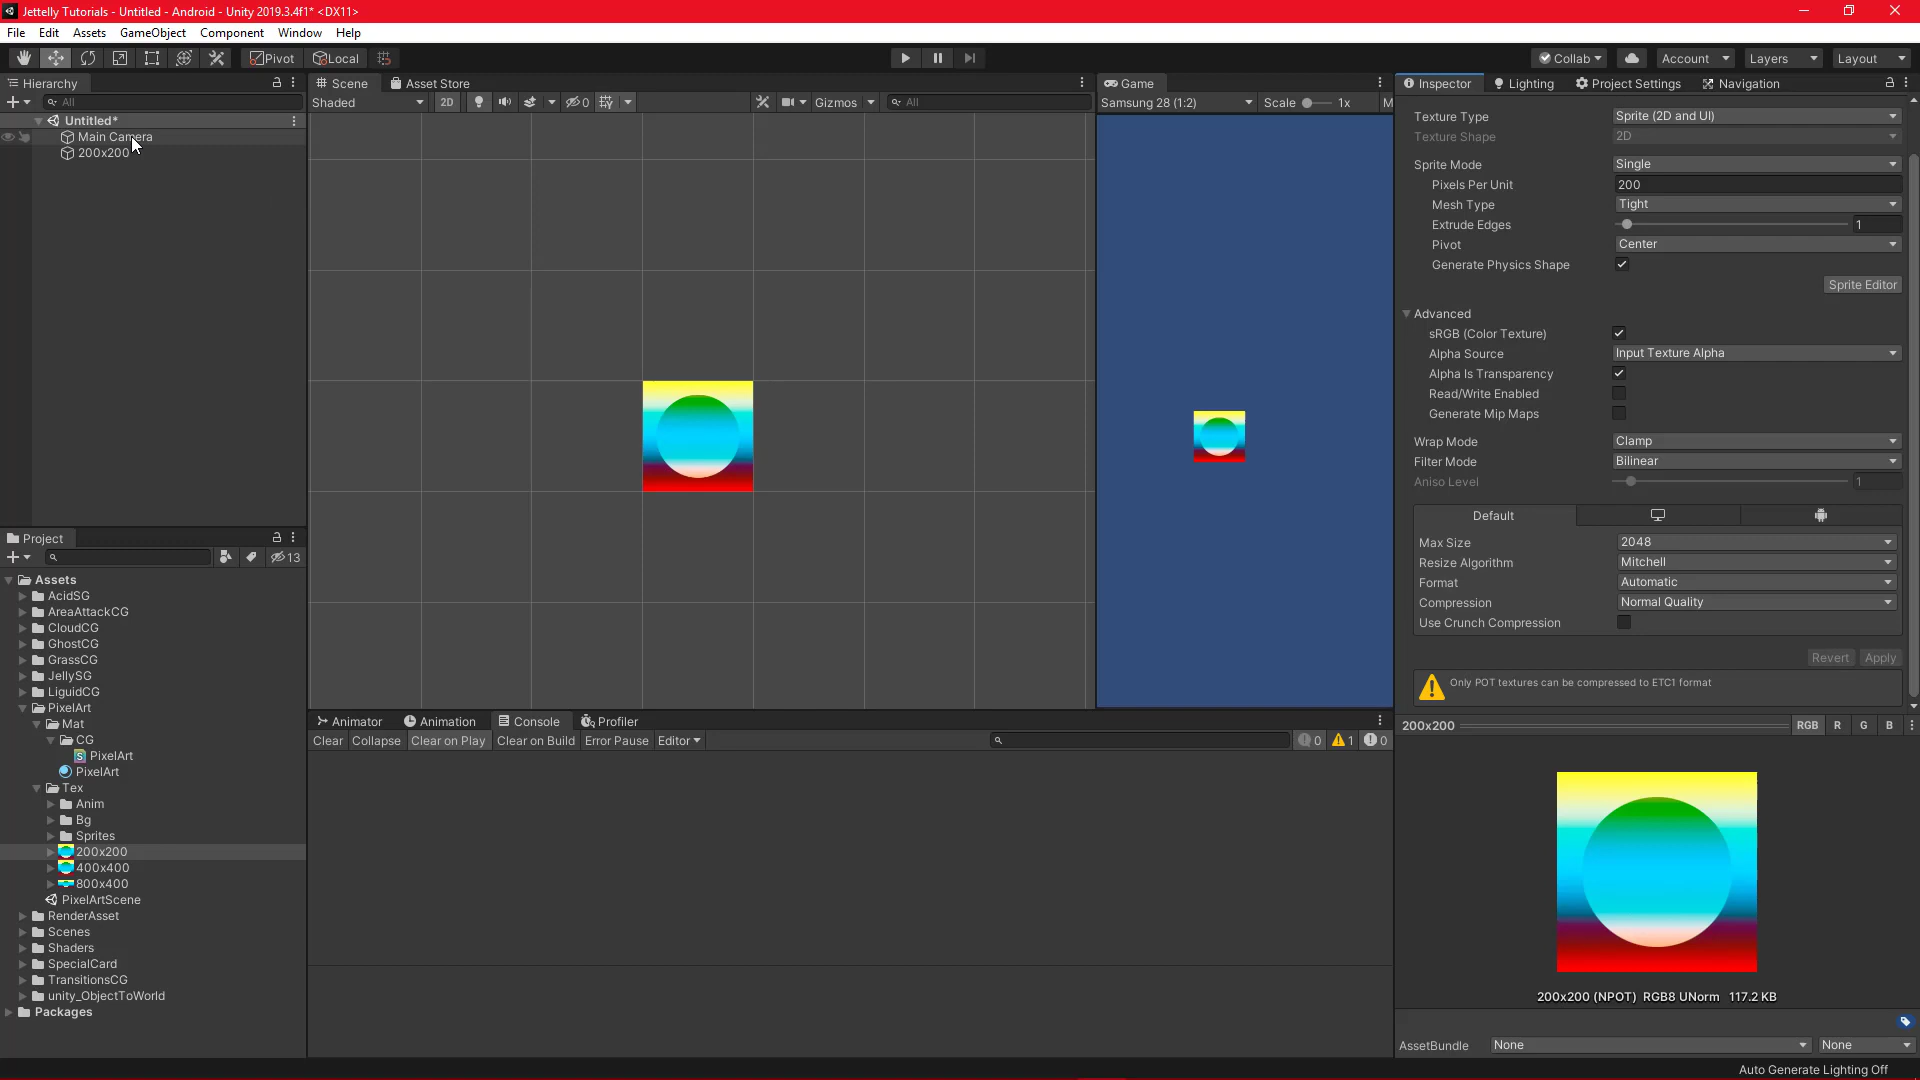 Jettelly Tutorials - Untitled - Android - Unity 2019.3.4f1* <DX11>
File Edit Assets GameObject Component Window Help
Pivot Local Collab Account Layers Layout
Hierarchy
All
Untitled*
Main Camera
200x200
Scene Asset Store
Shaded 2D 0 Gizmos All
Game
Samsung 28 (1:2) Scale 1x M
Inspector Lighting Project Settings Navigation
Texture Type Sprite (2D and UI)
Texture Shape 2D
Sprite Mode Single
Pixels Per Unit 200
Mesh Type Tight
Extrude Edges 1
Pivot Center
Generate Physics Shape
Sprite Editor
Advanced
sRGB (Color Texture)
Alpha Source Input Texture Alpha
Alpha Is Transparency
Read/Write Enabled
Generate Mip Maps
Wrap Mode Clamp
Filter Mode Bilinear
Aniso Level 1
Default
Max Size 2048
Resize Algorithm Mitchell
Format Automatic
Compression Normal Quality
Use Crunch Compression
Revert Apply
Only POT textures can be compressed to ETC1 format
200x200 RGB R G B
200x200 (NPOT) RGB8 UNorm 117.2 KB
AssetBundle None None
Project
13
Assets
AcidSG
AreaAttackCG
CloudCG
GhostCG
GrassCG
JellySG
LiguidCG
PixelArt
Mat
CG
PixelArt
PixelArt
Tex
Anim
Bg
Sprites
200x200
400x400
800x400
PixelArtScene
RenderAsset
Scenes
Shaders
SpecialCard
TransitionsCG
unity_ObjectToWorld
Packages
Animator Animation Console Profiler
Clear Collapse Clear on Play Clear on Build Error Pause Editor 0 1 0
Auto Generate Lighting Off